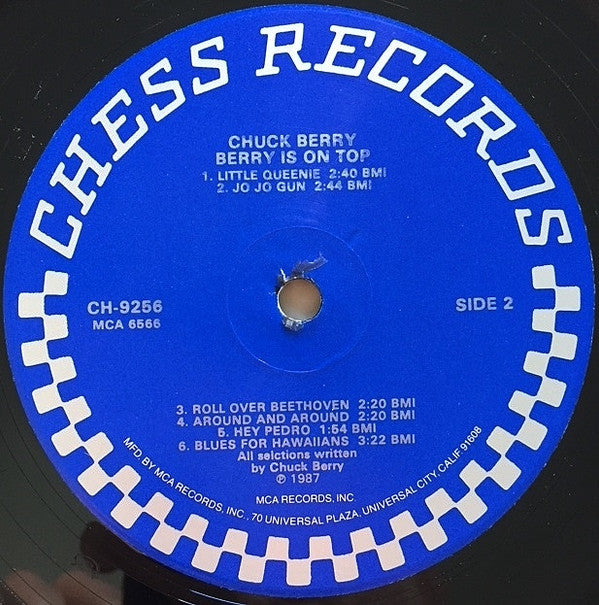 CHESS RECORDS
CHUCK BERRY
BERRY IS ON TOP
1. LITTLE QUEENIE 2:40 BMI
2. JO JO GUN 2:44 BMI
CH-9256
MCA 6566
SIDE 2
3. ROLL OVER BEETHOVEN 2:20 BMI
4. AROUND AND AROUND 2:20 BMI
5. HEY PEDRO 1:54 BMI
6. BLUES FOR HAWAIIANS 3:22 BMI
All selctions written
by Chuck Berry
℗ 1987
MCA RECORDS, INC
MFD BY MCA RECORDS, INC., 70 UNIVERSAL PLAZA, UNIVERSAL CITY, CALIF 91608